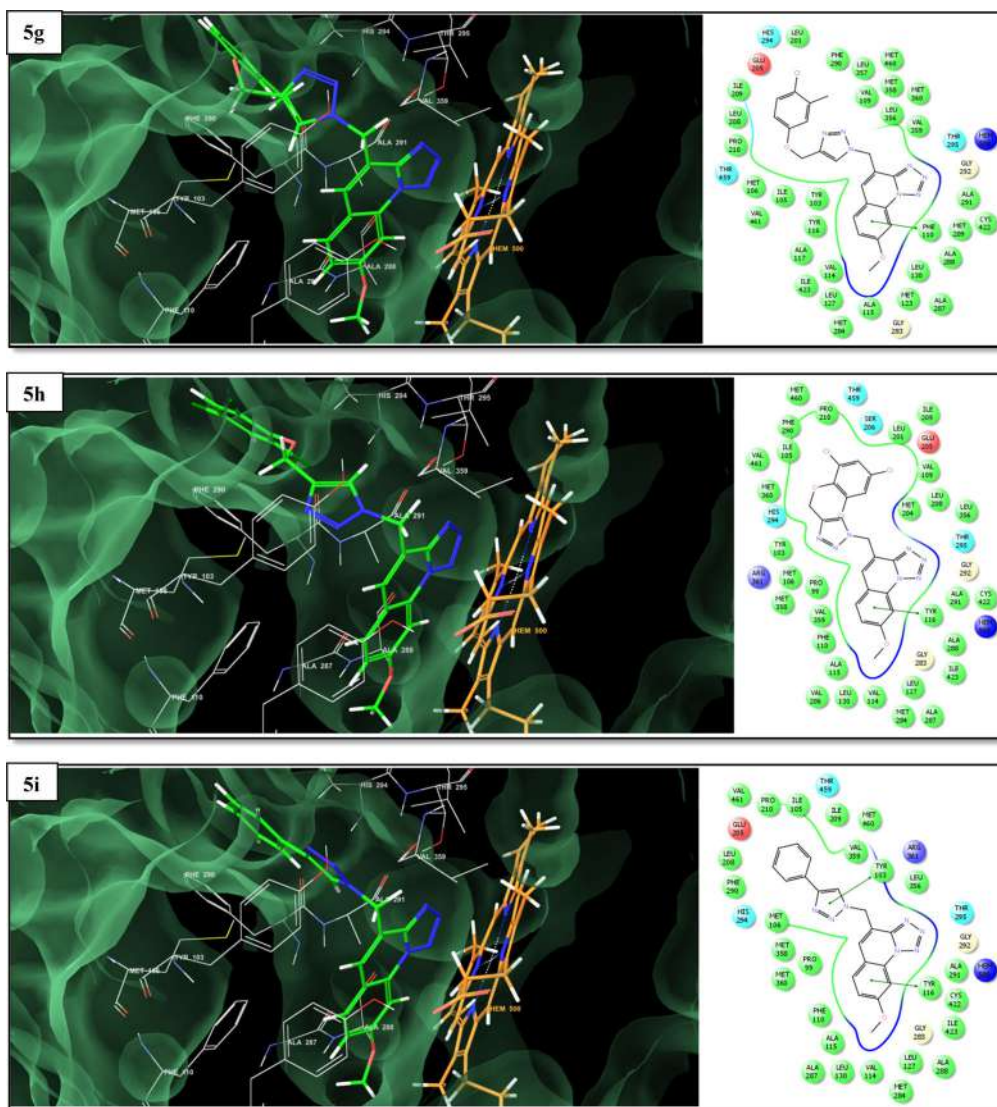 5g
HIS 294
THR 295
VAL 359
PHE 290
ALA 291
MET 106
TYR 103
ALA 288
PHE 110
HEM 500
HIS 294
LEU 201
GLU 205
PHE 290
MET 460
LEU 357
MET 358
ILE 209
VAL 109
MET 360
LEU 208
LEU 356
VAL 359
THR 295
PRO 210
GLY 292
THR 459
MET 106
ILE 105
TYR 103
ALA 291
VAL 461
TYR 116
PHE 110
MET 289
CYS 422
ALA 117
ALA 288
VAL 114
LEU 130
ILE 423
LEU 127
ALA 115
MET 123
ALA 287
MET 284
GLY 283
Cl
O
N
5h
HIS 294
THR 295
VAL 359
PHE 290
ALA 291
MET 106
TYR 103
ALA 288
ALA 287
PHE 110
HEM 500
MET 460
THR 459
PRO 210
SER 206
ILE 209
PHE 290
LEU 201
GLU 205
ILE 105
VAL 461
VAL 109
MET 360
MET 204
LEU 208
LEU 356
HIS 294
THR 295
TYR 103
GLY 292
ARG 361
MET 106
PRO 99
ALA 291
CYS 422
MET 358
VAL 359
TYR 116
PHE 110
ALA 288
ALA 115
GLY 283
ILE 423
LEU 127
LEU 130
VAL 114
MET 284
ALA 287
Cl
O
N
5i
HIS 294
THR 295
VAL 359
PHE 290
ALA 291
MET 106
TYR 103
ALA 288
ALA 287
PHE 110
HEM 500
THR 459
VAL 461
PRO 210
ILE 105
ILE 209
MET 460
GLU 205
VAL 359
ARG 361
TYR 103
LEU 208
LEU 356
PHE 290
THR 295
HIS 294
MET 106
GLY 292
MET 358
PRO 99
ALA 291
MET 360
TYR 116
CYS 422
PHE 110
ILE 423
ALA 115
LEU 127
ALA 288
ALA 287
LEU 130
VAL 114
MET 284
N
O